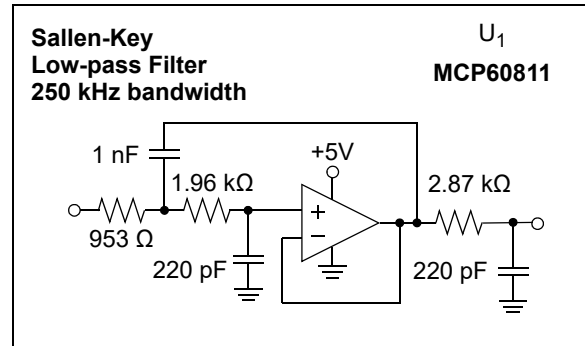 Sallen-Key
Low-pass Filter
250 kHz bandwidth
U1
MCP60811
1 nF
+5V
1.96 kΩ
2.87 kΩ
+
−
953 Ω
220 pF
220 pF